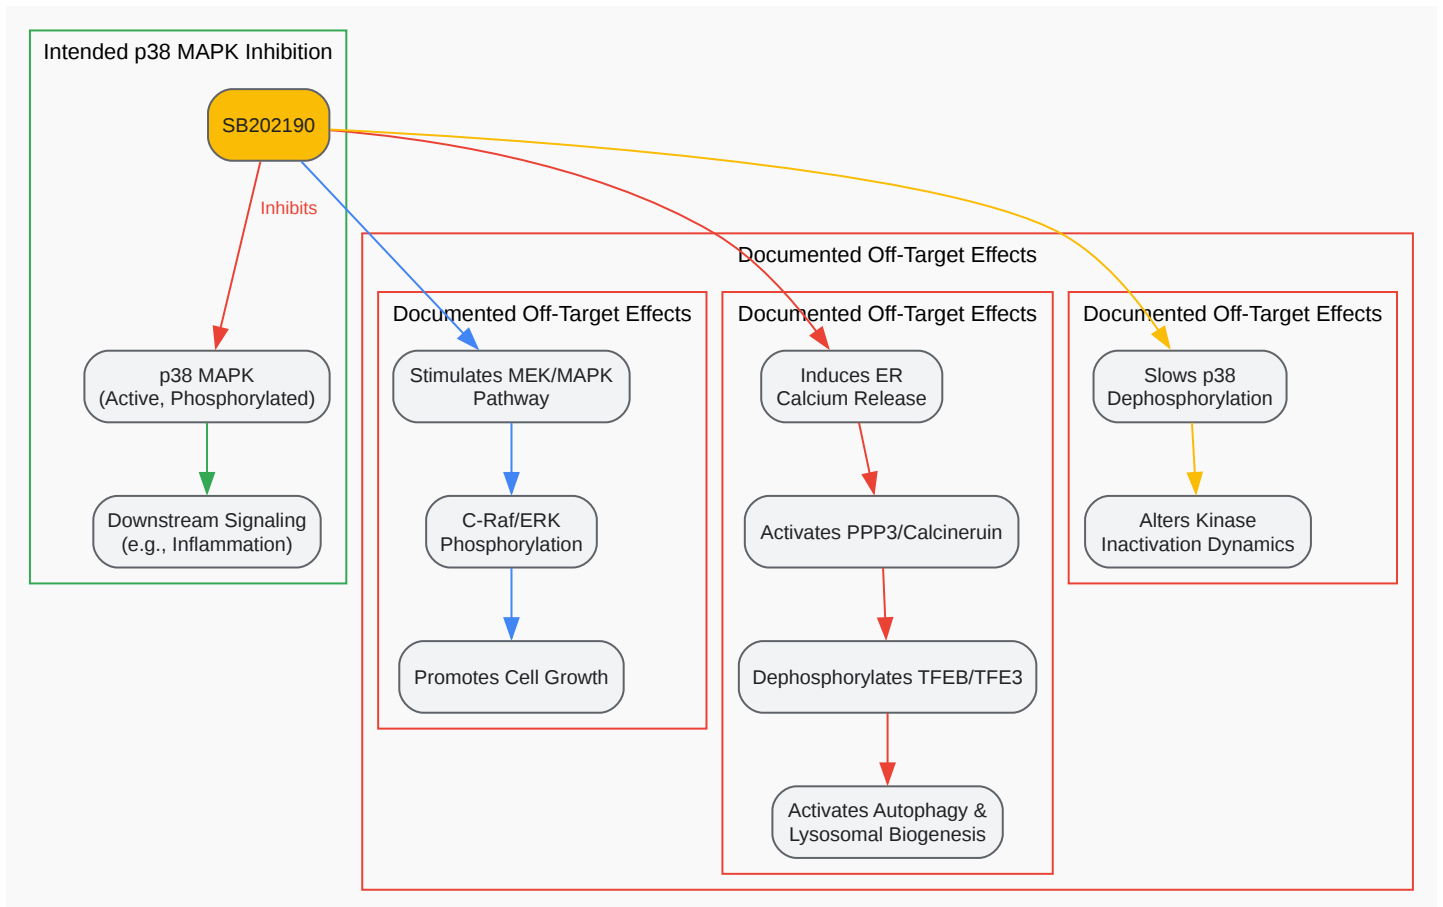 Intended p38 MAPK Inhibition
SB202190
Inhibits
p38 MAPK
(Active, Phosphorylated)
Downstream Signaling
(e.g., Inflammation)
Documented Off-Target Effects
Documented Off-Target Effects
Stimulates MEK/MAPK
Pathway
C-Raf/ERK
Phosphorylation
Promotes Cell Growth
Documented Off-Target Effects
Induces ER
Calcium Release
Activates PPP3/Calcineruin
Dephosphorylates TFEB/TFE3
Activates Autophagy &
Lysosomal Biogenesis
Documented Off-Target Effects
Slows p38
Dephosphorylation
Alters Kinase
Inactivation Dynamics